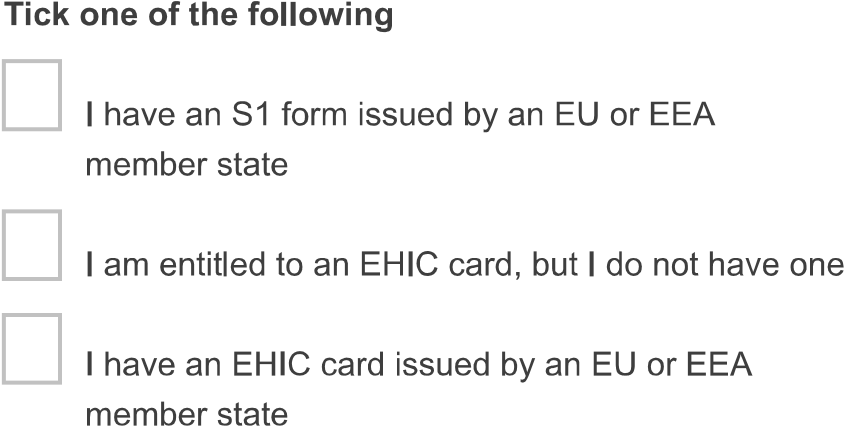 Tick one of the following
I have an S1 form issued by an EU or EEA
member state
I am entitled to an EHIC card, but I do not have one
I have an EHIC card issued by an EU or EEA
member state